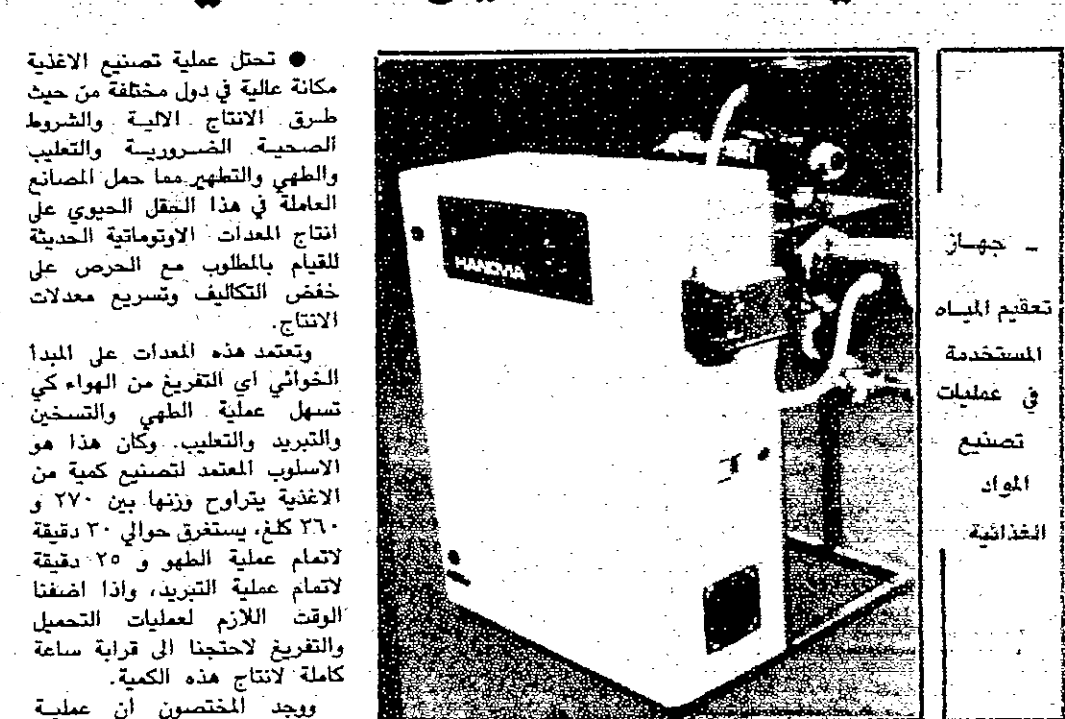 ● تحتل عملية تصنيع الاغذية
مكانة عالية في دول مختلفة من حيث
طرق الانتاج الالية والشروط
الصحية الضرورية والتعليب
والطهي والتطهير مما حمل المصانع
العاملة في هذا الحقل الحيوي على
انتاج المعدات الاوتوماتية الحديثة
للقيام بالمطلوب مع الحرص على
خفض التكاليف وتسريع معدلات
الانتاج.
وتعتمد هذه المعدات على المبدأ
الخوائي اي التفريغ من الهواء كي
تسهل عملية الطهي والتسخين
والتبريد والتعليب. وكان هذا هو
الاسلوب المعتمد لتصنيع كمية من
الاغذية يتراوح وزنها بين ٢٧٠ و
٢٦٠ كلغ، يستغرق حوالي ٣٠ دقيقة
لاتمام عملية الطهو و ٢٥ دقيقة
لاتمام عملية التبريد، واذا اضفنا
الوقت اللازم لعمليات التحميل
والتفريغ لاحتجنا الى قرابة ساعة
كاملة لانتاج هذه الكمية.
ووجد المختصون ان عملية
HANOVIA
- جهاز
تعقيم المياه
المستخدمة
في عمليات
تصنيع
المواد
الغذائية